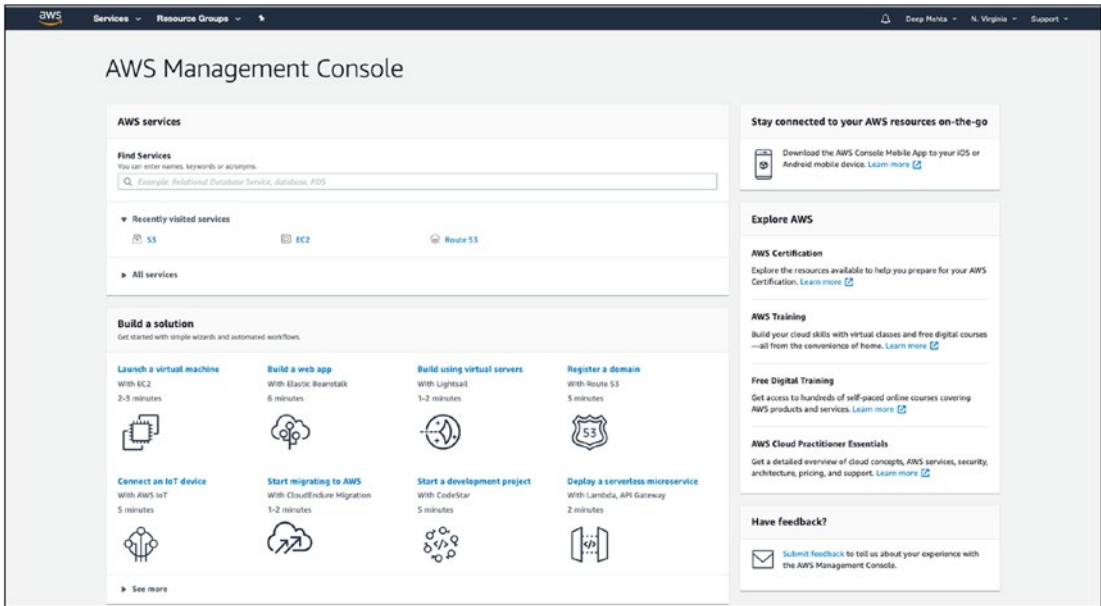 aws
Services
Resource Groups
Deep Mehta
N. Virginia
Support
AWS Management Console
AWS services
Find Services
You can enter names, keywords or acronyms.
Example: Relational Database Service, database, RDS
Recently visited services
S3
EC2
Route 53
All services
Build a solution
Get started with simple wizards and automated workflows.
Launch a virtual machine
With EC2
2-3 minutes
Build a web app
With Elastic Beanstalk
6 minutes
Build using virtual servers
With Lightsail
1-2 minutes
Register a domain
With Route 53
3 minutes
53
Connect an IoT device
With AWS IoT
5 minutes
Start migrating to AWS
With CloudEndure Migration
1-2 minutes
Start a development project
With CodeStar
5 minutes
Deploy a serverless microservice
With Lambda, API Gateway
2 minutes
</>
</>
See more
Stay connected to your AWS resources on-the-go
Download the AWS Console Mobile App to your iOS or
Android mobile device. Learn more
Explore AWS
AWS Certification
Explore the resources available to help you prepare for your AWS
Certification. Learn more
AWS Training
Build your cloud skills with virtual classes and free digital courses
—all from the convenience of home. Learn more
Free Digital Training
Get access to hundreds of self-paced online courses covering
AWS products and services. Learn more
AWS Cloud Practitioner Essentials
Get a detailed overview of cloud concepts, AWS services, security,
architecture, pricing, and support. Learn more
Have feedback?
Submit feedback to tell us about your experience with
the AWS Management Console.